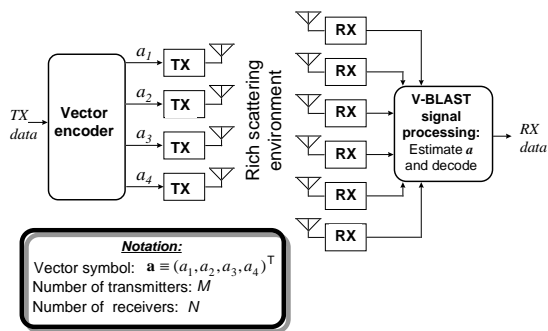 TX data
Vector encoder
a1
a2
a3
a4
TX
TX
TX
TX
Rich scattering environment
RX
RX
RX
RX
RX
RX
V-BLAST
signal
processing:
Estimate a
and decode
RX
data
Notation:
Vector symbol: a ≡ (a1,a2,a3,a4)T
Number of transmitters: M
Number of receivers: N